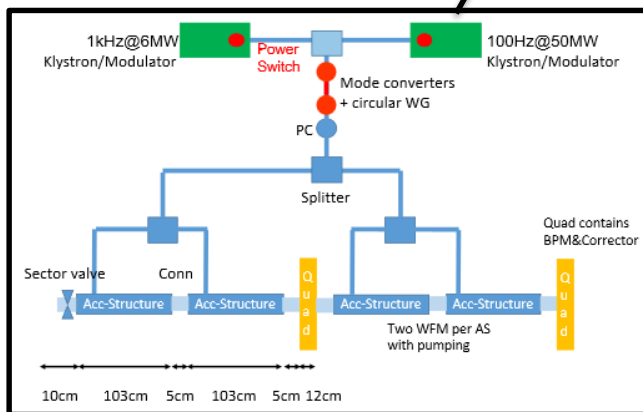 1kHz@6MW
Klystron/Modulator
Power
Switch
100Hz@50MW
Klystron/Modulator
Mode converters
+ circular WG
PC
Splitter
Quad contains
BPM&Corrector
Sector valve
Conn
Acc-Structure
Acc-Structure
Quad
Acc-Structure
Acc-Structure
Quad
Two WFM per AS
with pumping
10cm 103cm 5cm 103cm 5cm 12cm